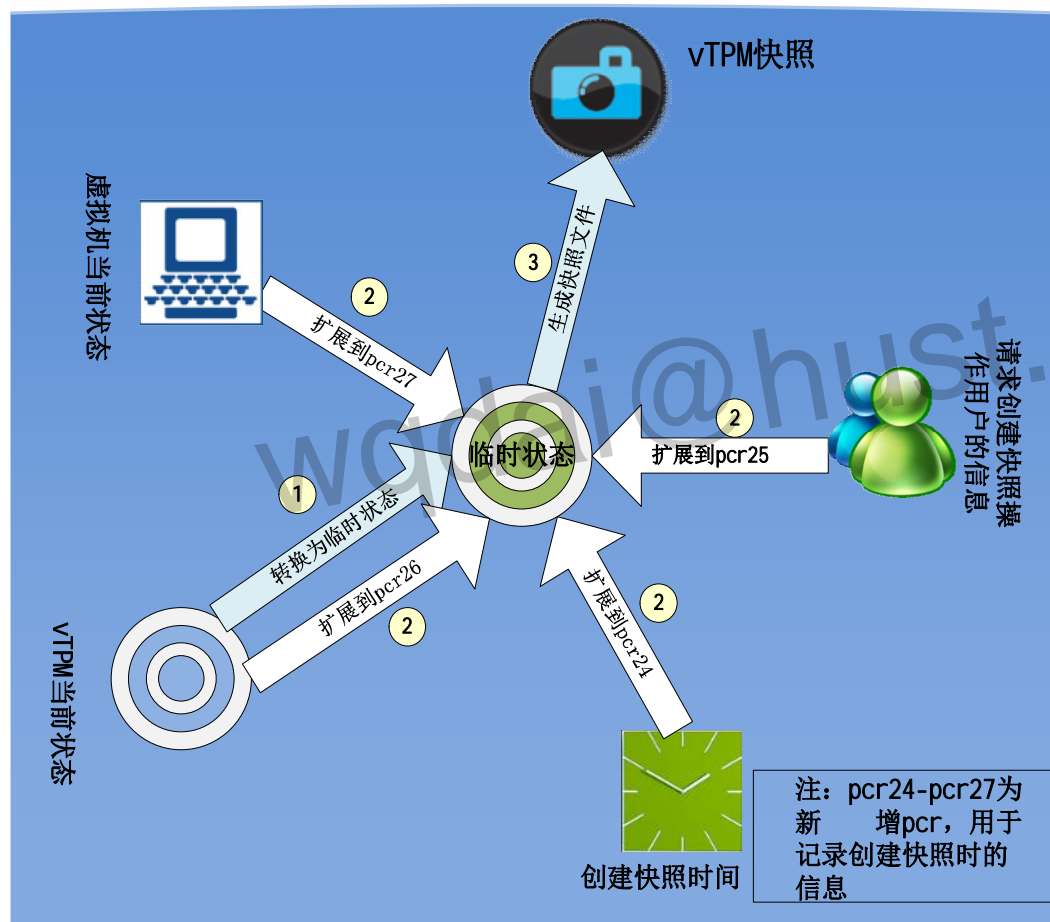 vTPM快照
虚拟机当前状态
2
扩展到pcr27
3
生成快照文件
请求创建快照操
作用户的信息
2
扩展到pcr25
临时状态
1
转换为临时状态
扩展到pcr26
2
2
扩展到pcr24
vTPM当前状态
创建快照时间
注：pcr24-pcr27为
新 增pcr，用于
记录创建快照时的
信息
wqdai@hust.